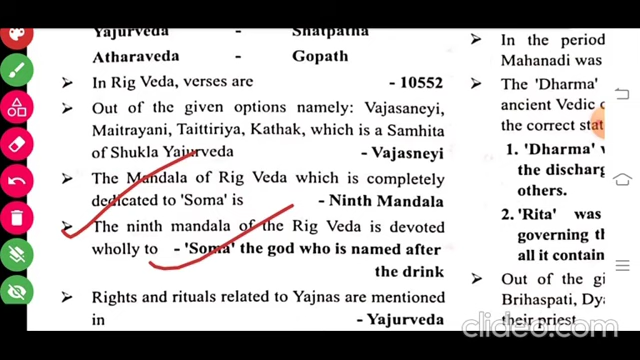 Yajurveda - Shatpatha
Atharaveda - Gopath
➢ In Rig Veda, verses are - 10552
➢ Out of the given options namely: Vajasaneyi,
Maitrayani, Taittiriya, Kathak, which is a Samhita
of Shukla Yajurveda - Vajasneyi
➢ The Mandala of Rig Veda which is completely
dedicated to 'Soma' is - Ninth Mandala
➢ The ninth mandala of the Rig Veda is devoted
wholly to - 'Soma' the god who is named after
the drink
➢ Rights and rituals related to Yajnas are mentioned
in - Yajurveda
➢ In the period
Mahanadi was
➢ The 'Dharma'
ancient Vedic
the correct stat
1. 'Dharma'
the discharg
others.
2. 'Rita' was
governing th
all it contain
➢ Out of the gi
Brihaspati, Dy
their priest
clideo.com